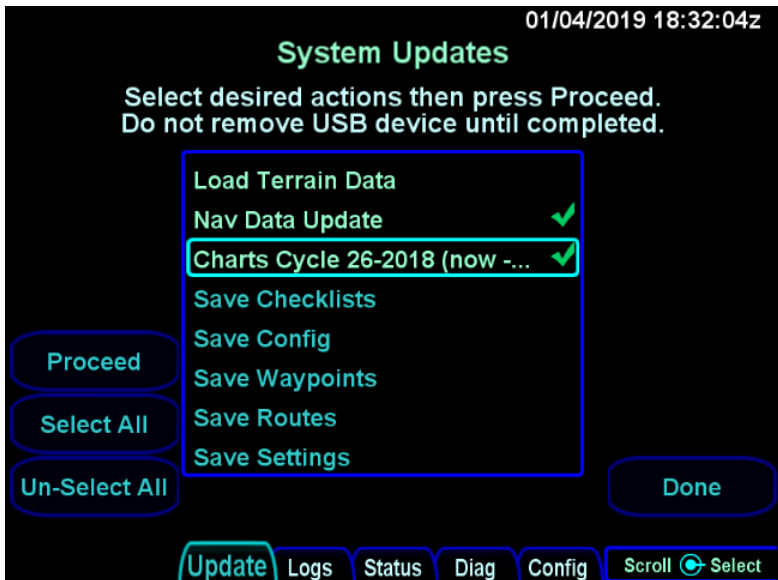 01/04/2019 18:32:04z
System Updates
Select desired actions then press Proceed.
Do not remove USB device until completed.
Load Terrain Data
Nav Data Update
Charts Cycle 26-2018 (now -...
Save Checklists
Save Config
Save Waypoints
Save Routes
Save Settings
Proceed
Select All
Un-Select All
Done
Update Logs Status Diag Config Scroll Select